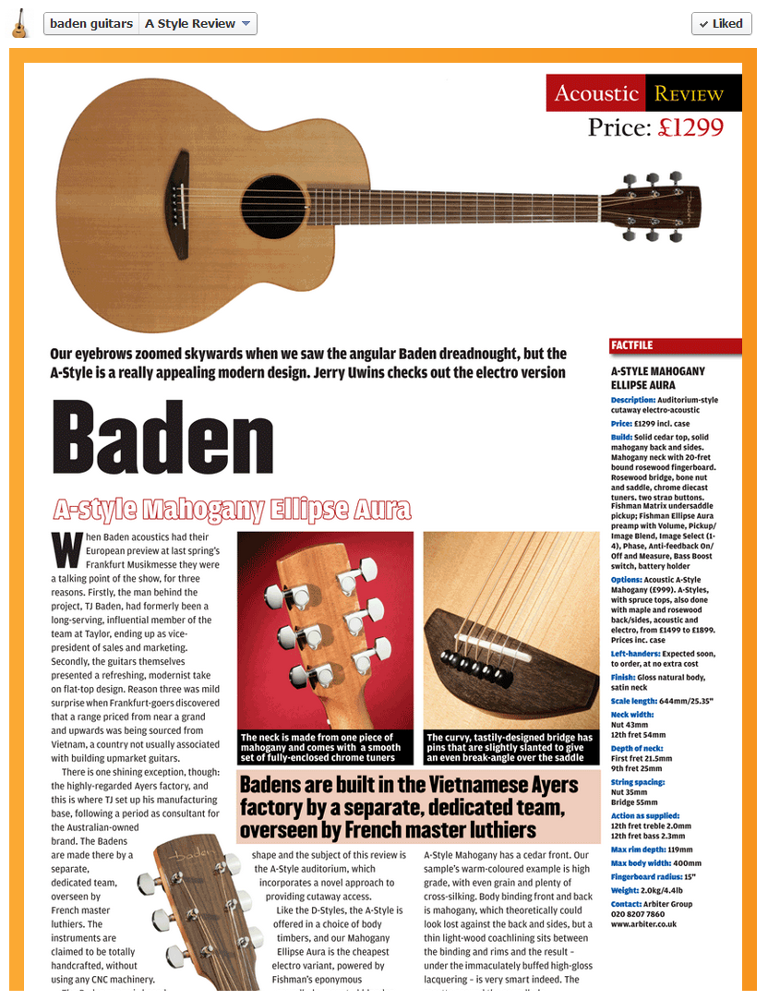 baden guitars
A Style Review
Liked
Acoustic REVIEW
Price: £1299
baden
Our eyebrows zoomed skywards when we saw the angular Baden dreadnought, but the
A-Style is a really appealing modern design. Jerry Uwins checks out the electro version
Baden
A-style Mahogany Ellipse Aura
When Baden acoustics had their
European preview at last spring's
Frankfurt Musikmesse they were
a talking point of the show, for three
reasons. Firstly, the man behind the
project, TJ Baden, had formerly been a
long-serving, influential member of the
team at Taylor, ending up as vice-
president of sales and marketing.
Secondly, the guitars themselves
presented a refreshing, modernist take
on flat-top design. Reason three was mild
surprise when Frankfurt-goers discovered
that a range priced from near a grand
and upwards was being sourced from
Vietnam, a country not usually associated
with building upmarket guitars.
There is one shining exception, though:
the highly-regarded Ayers factory, and
this is where TJ set up his manufacturing
base, following a period as consultant for
the Australian-owned
brand. The Badens
are made there by a
separate,
dedicated team,
overseen by
French master
luthiers. The
instruments are
claimed to be totally
handcrafted, without
using any CNC machinery.
The neck is made from one piece of
mahogany and comes with a smooth
set of fully-enclosed chrome tuners
The curvy, tastily-designed bridge has
pins that are slightly slanted to give
an even break-angle over the saddle
Badens are built in the Vietnamese Ayers
factory by a separate, dedicated team,
overseen by French master luthiers
baden
shape and the subject of this review is
the A-Style auditorium, which
incorporates a novel approach to
providing cutaway access.
Like the D-Styles, the A-Style is
offered in a choice of body
timbers, and our Mahogany
Ellipse Aura is the cheapest
electro variant, powered by
Fishman's eponymous
A-Style Mahogany has a cedar front. Our
sample's warm-coloured example is high
grade, with even grain and plenty of
cross-silking. Body binding front and back
is mahogany, which theoretically could
look lost against the back and sides, but a
thin light-wood coachlining sits between
the binding and rims and the result –
under the immaculately buffed high-gloss
lacquering – is very smart indeed. The
FACTFILE
A-STYLE MAHOGANY
ELLIPSE AURA
Description: Auditorium-style
cutaway electro-acoustic
Price: £1299 incl. case
Build: Solid cedar top, solid
mahogany back and sides.
Mahogany neck with 20-fret
bound rosewood fingerboard.
Rosewood bridge, bone nut
and saddle, chrome diecast
tuners, two strap buttons.
Fishman Matrix undersaddle
pickup; Fishman Ellipse Aura
preamp with Volume, Pickup/
Image Blend, Image Select (1-
4), Phase, Anti-feedback On/
Off and Measure, Bass Boost
switch, battery holder
Options: Acoustic A-Style
Mahogany (£999). A-Styles,
with spruce tops, also done
with maple and rosewood
back/sides, acoustic and
electro, from £1499 to £1899.
Prices inc. case
Left-handers: Expected soon,
to order, at no extra cost
Finish: Gloss natural body,
satin neck
Scale length: 644mm/25.35"
Neck width:
Nut 43mm
12th fret 54mm
Depth of neck:
First fret 21.5mm
9th fret 25mm
String spacing:
Nut 35mm
Bridge 55mm
Action as supplied:
12th fret treble 2.0mm
12th fret bass 2.3mm
Max rim depth: 119mm
Max body width: 400mm
Fingerboard radius: 15"
Weight: 2.0kg/4.4lb
Contact: Arbiter Group
020 8207 7860
www.arbiter.co.uk